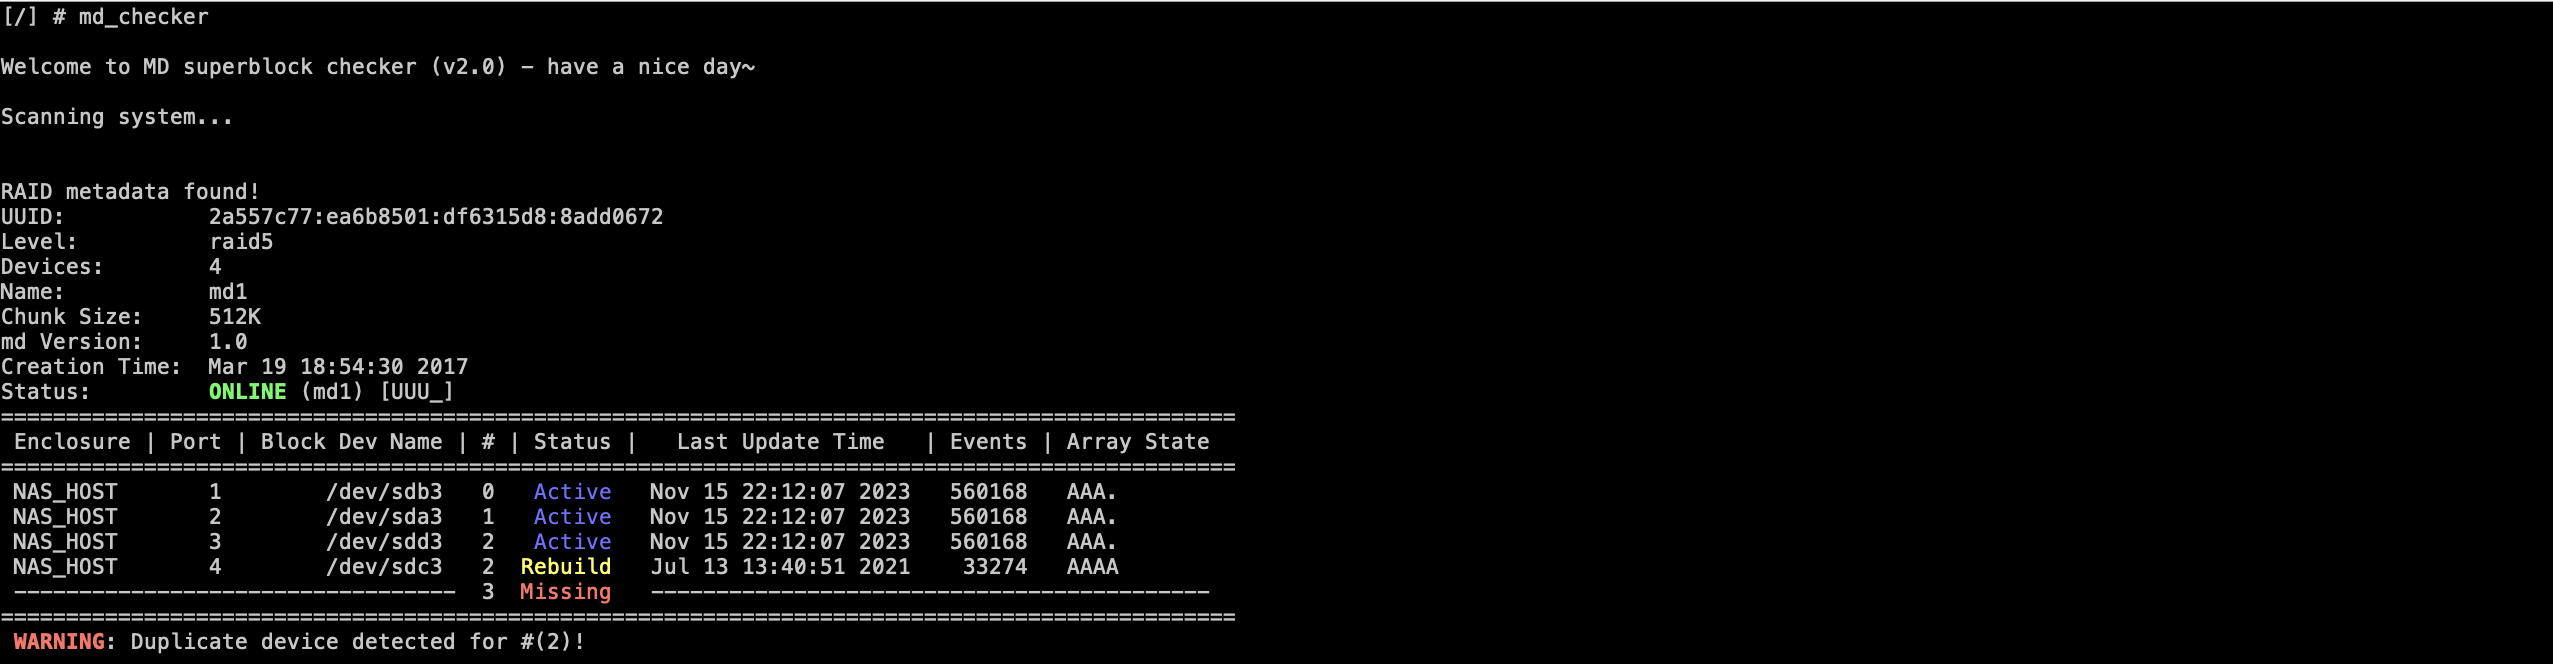 [/] # md_checker

Welcome to MD superblock checker (v2.0) - have a nice day~

Scanning system...


RAID metadata found!
UUID:           2a557c77:ea6b8501:df6315d8:8add0672
Level:          raid5
Devices:        4
Name:           md1
Chunk Size:     512K
md Version:     1.0
Creation Time:  Mar 19 18:54:30 2017
Status:         ONLINE (md1) [UUU_]
===============================================================================================
 Enclosure | Port | Block Dev Name | # | Status |   Last Update Time   | Events | Array State
===============================================================================================
 NAS_HOST       1        /dev/sdb3   0   Active   Nov 15 22:12:07 2023   560168   AAA.
 NAS_HOST       2        /dev/sda3   1   Active   Nov 15 22:12:07 2023   560168   AAA.
 NAS_HOST       3        /dev/sdd3   2   Active   Nov 15 22:12:07 2023   560168   AAA.
 NAS_HOST       4        /dev/sdc3   2  Rebuild   Jul 13 13:40:51 2021    33274   AAAA
 ----------------------------------  3  Missing   -------------------------------------------
===============================================================================================
 WARNING: Duplicate device detected for #(2)!